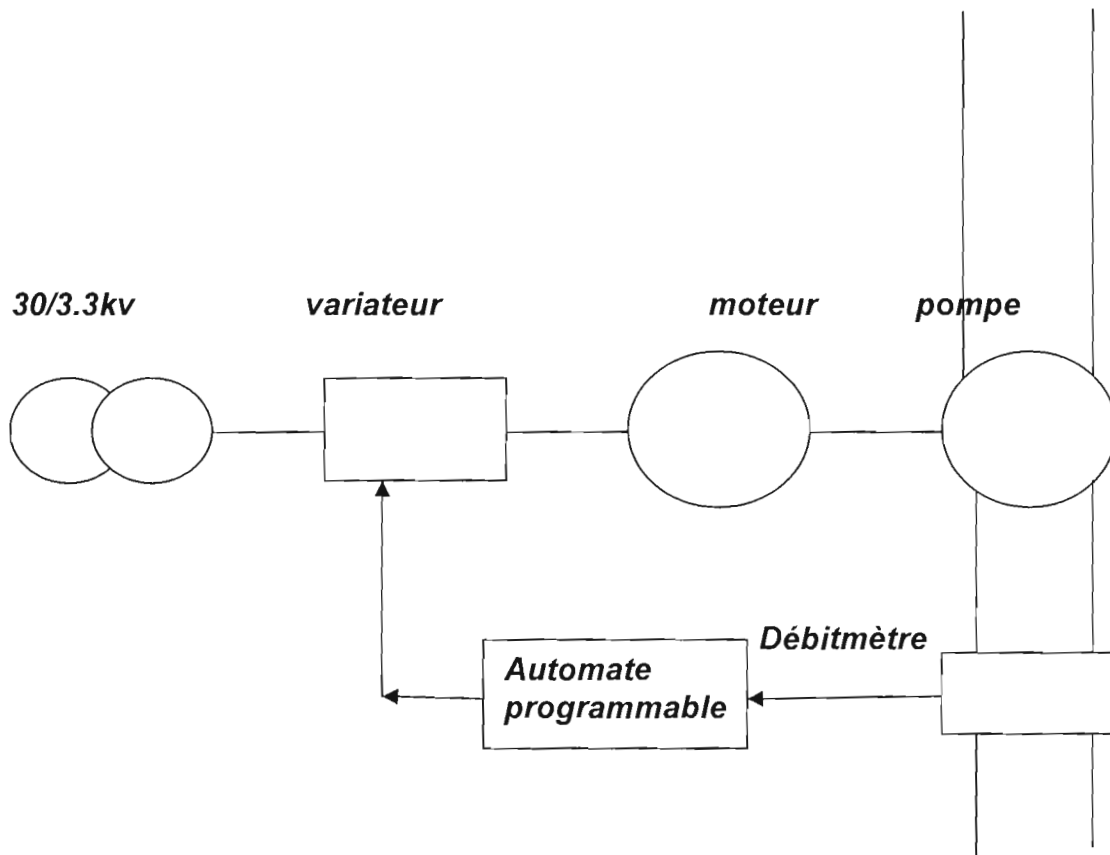 30/3.3kv
variateur
moteur
pompe
Débitmètre
Automate
programmable